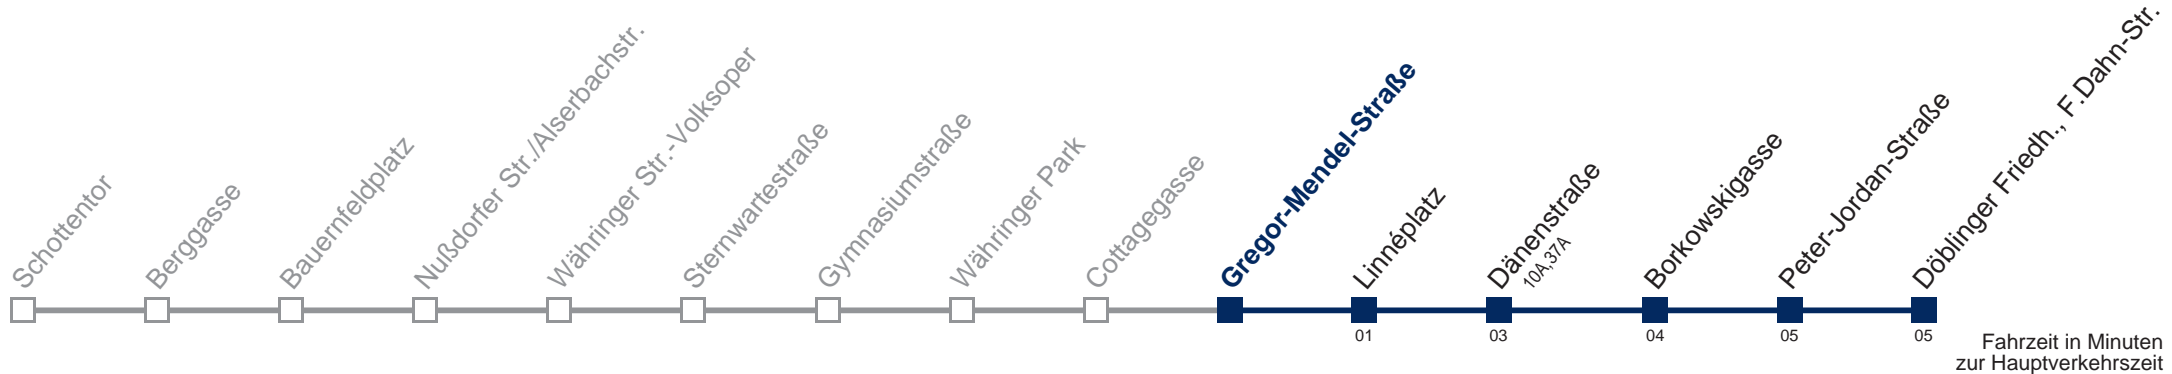 Schottentor
Berggasse
Bauernfeldplatz
Nußdorfer Str./Alserbachstr.
Währinger Str.-Volksoper
Sternwartestraße
Gymnasiumstraße
Währinger Park
Cottagegasse
Gregor-Mendel-Straße
Linnéplatz
Dänenstraße
10A,37A
Borkowskigasse
Peter-Jordan-Straße
Döblinger Friedh., F.Dahn-Str.
01
03
04
05
05
Fahrzeit in Minuten
zur Hauptverkehrszeit